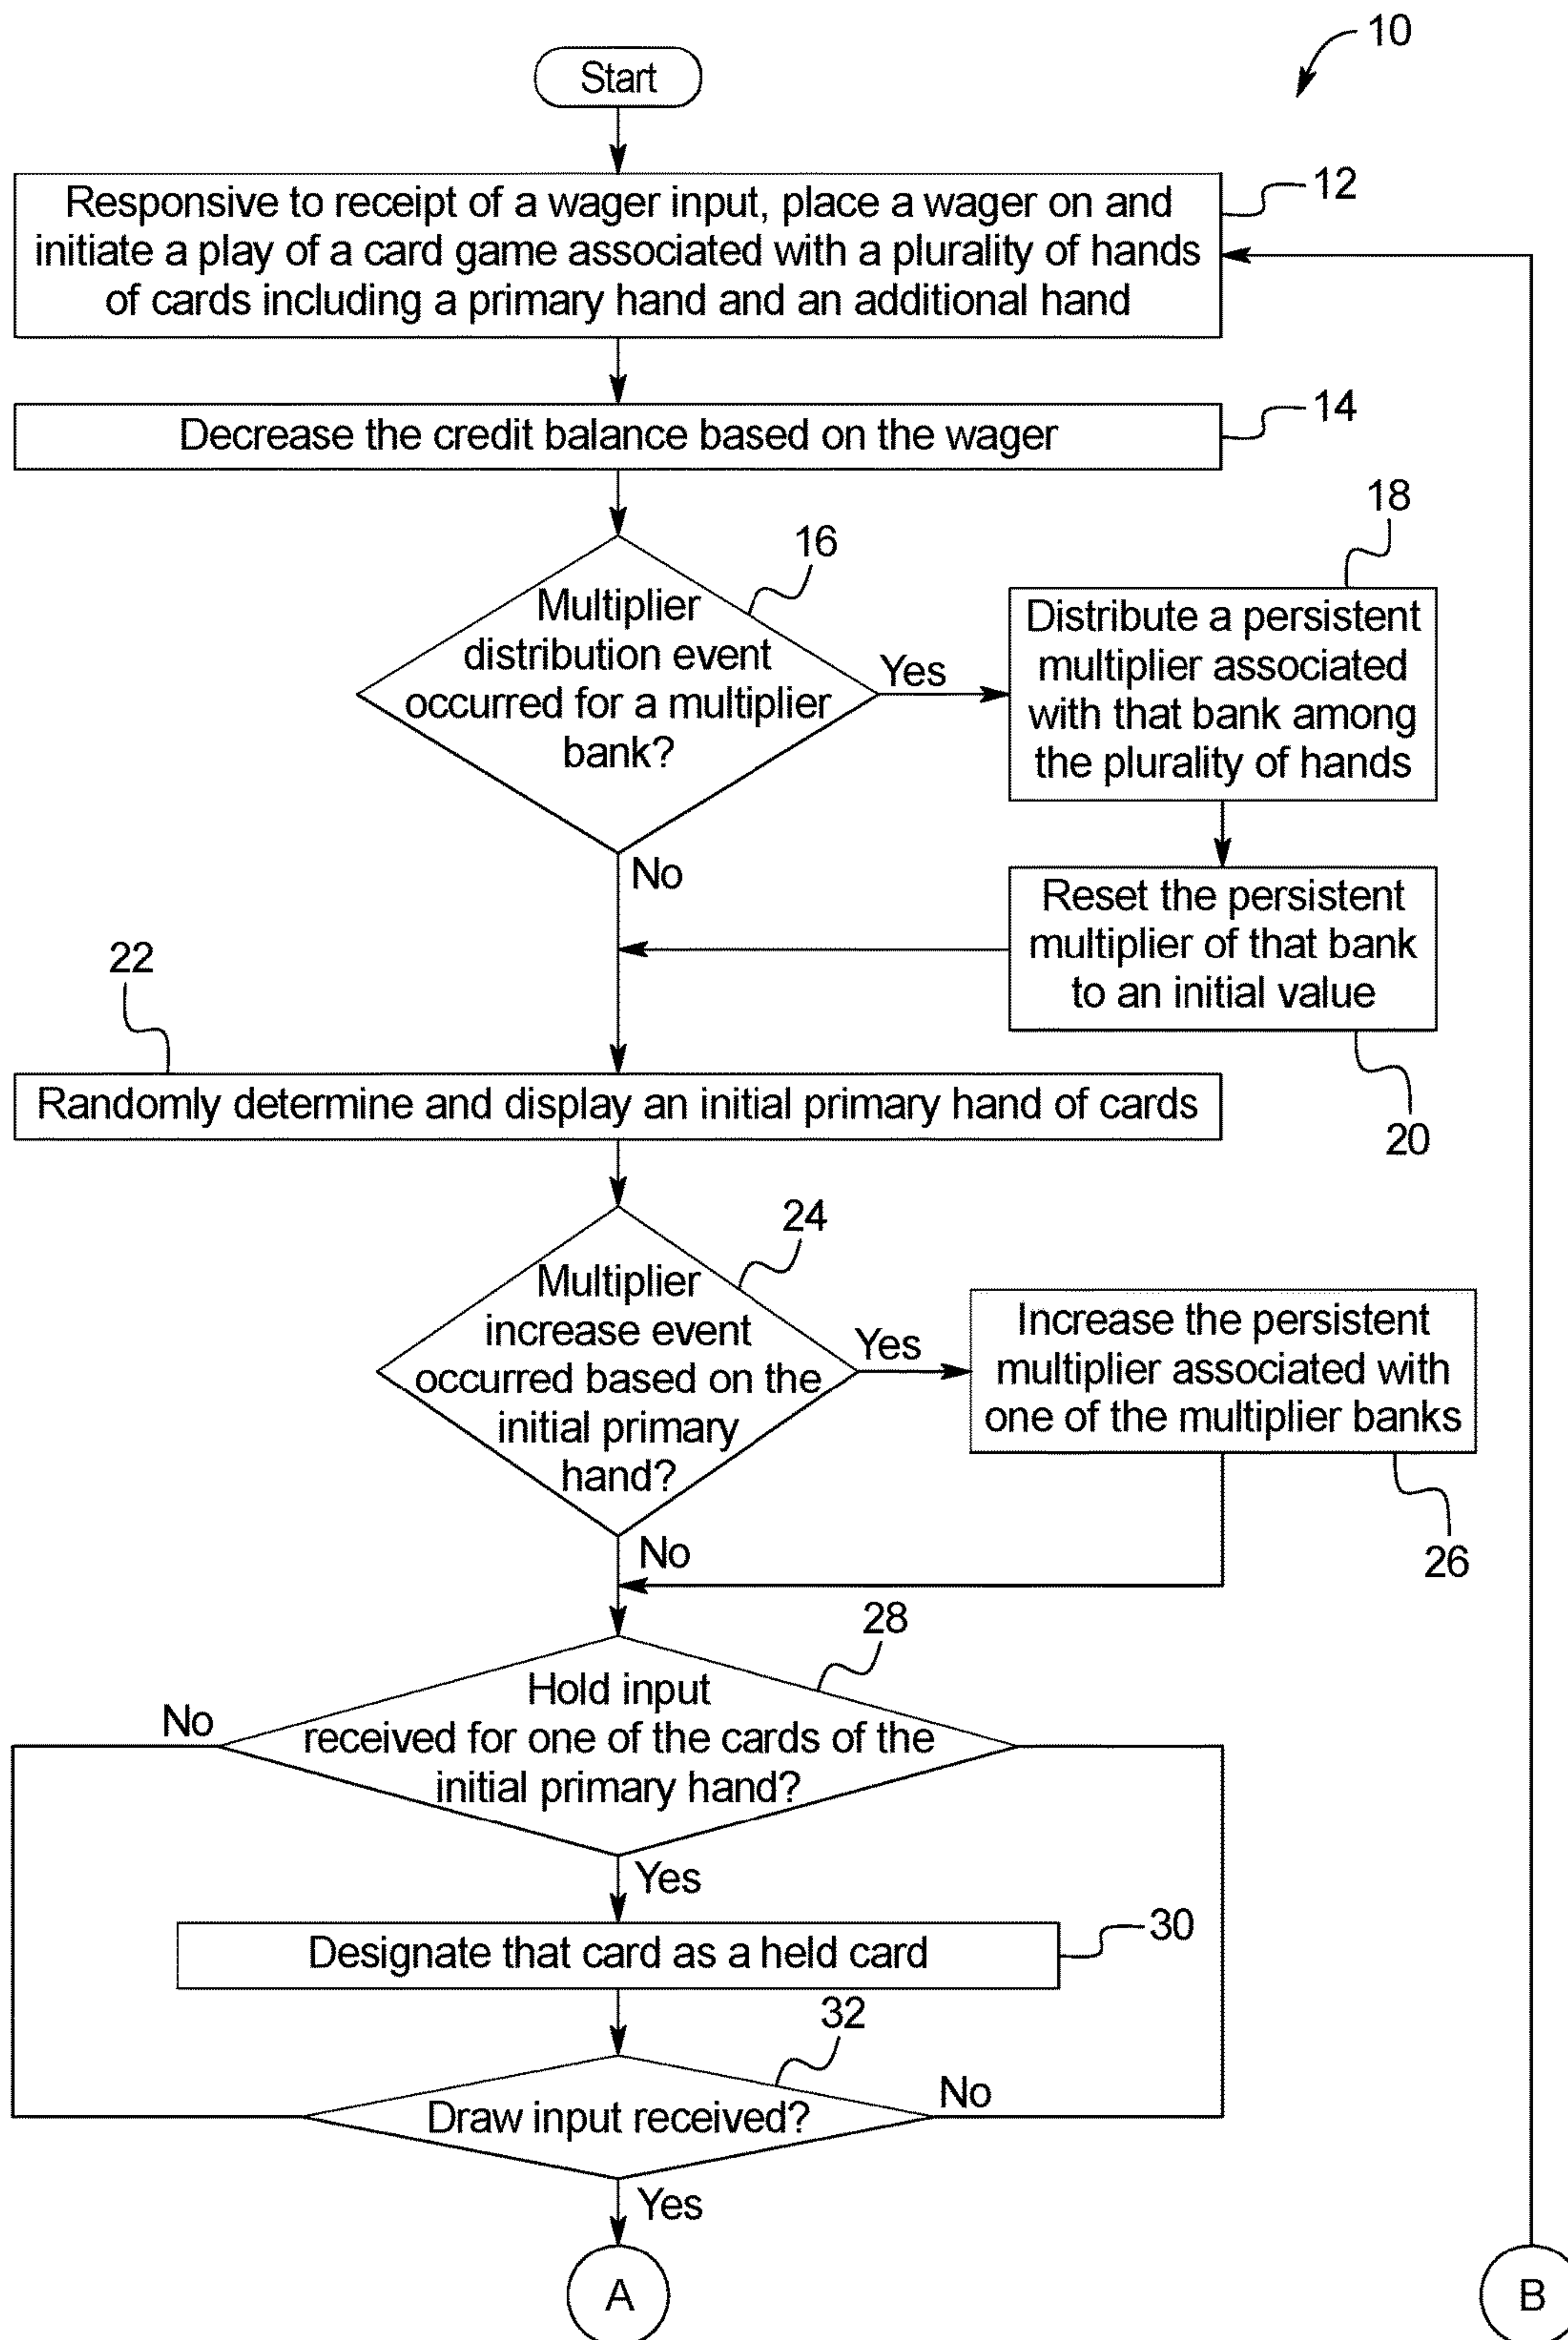 10
Start
Responsive to receipt of a wager input, place a wager on and
initiate a play of a card game associated with a plurality of hands
of cards including a primary hand and an additional hand
12
Decrease the credit balance based on the wager
14
16
Multiplier
distribution event
occurred for a multiplier
bank?
Yes
18
Distribute a persistent
multiplier associated
with that bank among
the plurality of hands
No
Reset the persistent
multiplier of that bank
to an initial value
20
22
Randomly determine and display an initial primary hand of cards
24
Multiplier
increase event
occurred based on the
initial primary
hand?
Yes
Increase the persistent
multiplier associated with
one of the multiplier banks
26
No
28
Hold input
received for one of the cards of the
initial primary hand?
No
Yes
Designate that card as a held card
30
32
Draw input received?
No
Yes
A
B